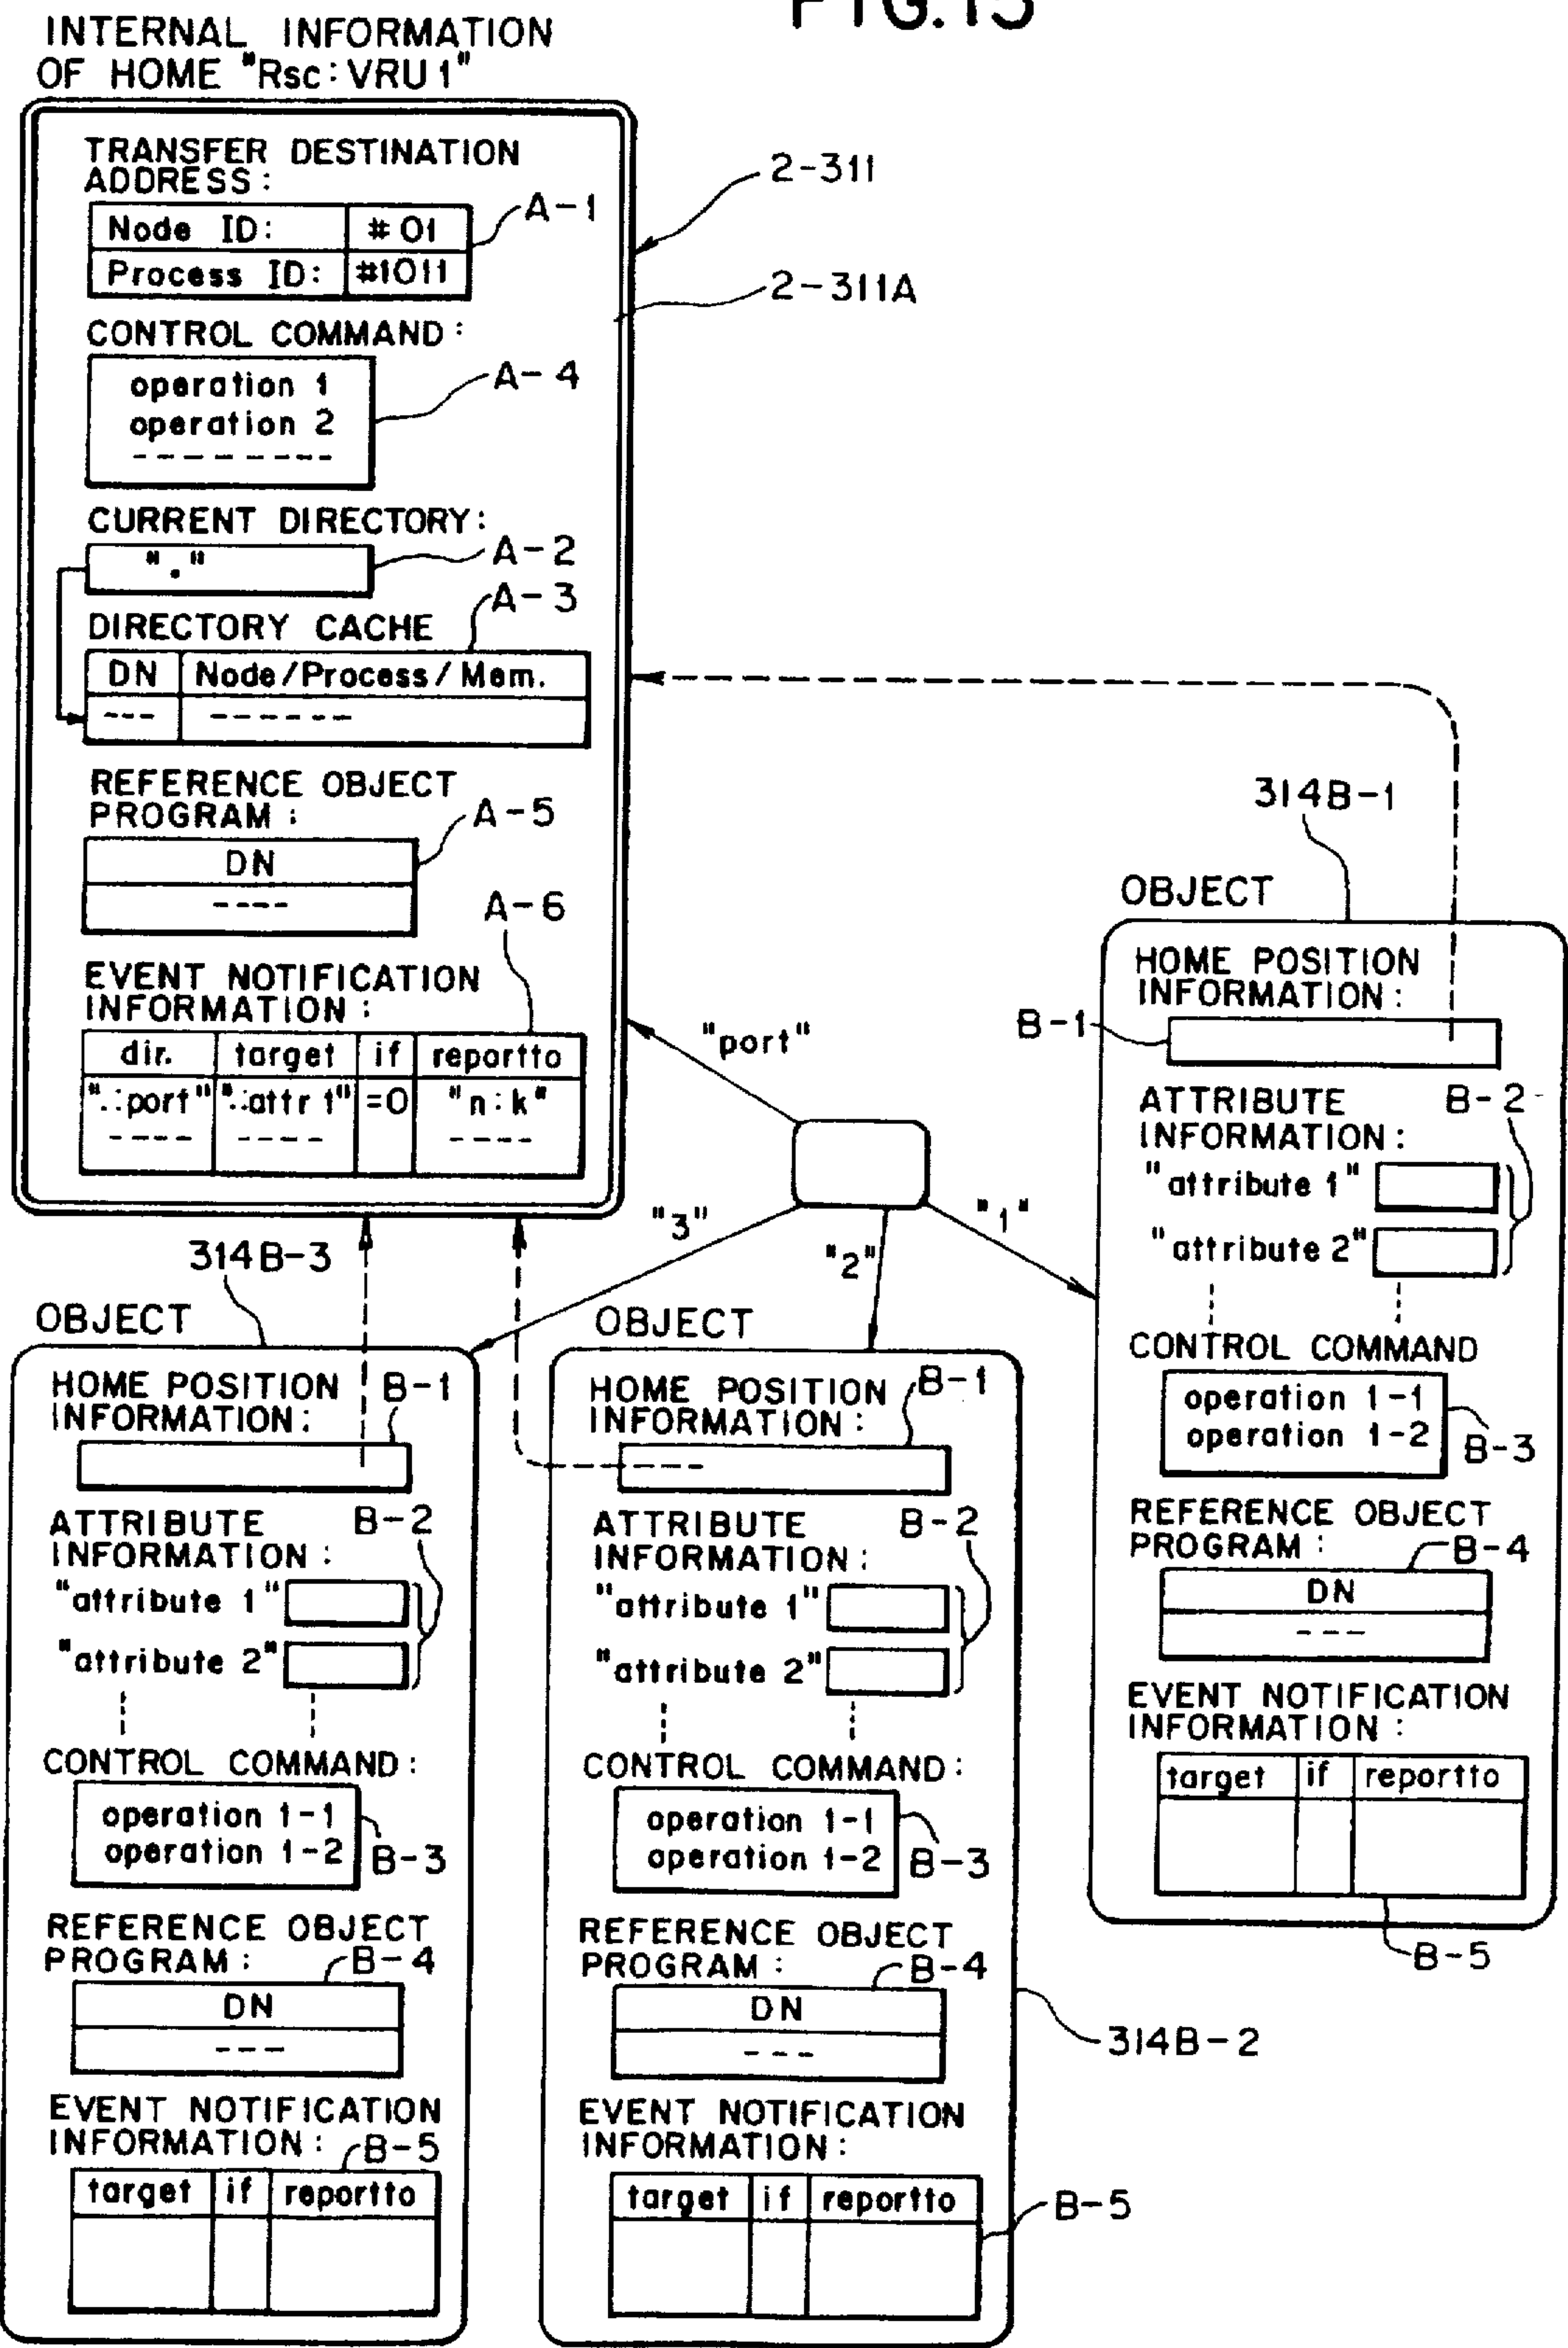 FIG. 15
INTERNAL INFORMATION
OF HOME "Rsc:VRU1"
TRANSFER DESTINATION
ADDRESS:
Node ID: #01
Process ID: #1011
A-1
2-311
2-311A
CONTROL COMMAND:
operation 1
operation 2
A-4
CURRENT DIRECTORY:
"."
A-2
A-3
DIRECTORY CACHE
DN Node/Process/Mem.
--- ------
REFERENCE OBJECT
PROGRAM:
A-5
DN
----
A-6
EVENT NOTIFICATION
INFORMATION:
dir. target if reportto
".:port" ".:attr 1" =0 "n:k"
---- ---- ----
"port"
"3"
"2"
"1"
314B-1
OBJECT
HOME POSITION
INFORMATION:
B-1
ATTRIBUTE B-2
INFORMATION:
"attribute 1"
"attribute 2"
CONTROL COMMAND
operation 1-1
operation 1-2
B-3
REFERENCE OBJECT
PROGRAM:
B-4
DN
---
EVENT NOTIFICATION
INFORMATION:
target if reportto
B-5
314B-3
OBJECT
HOME POSITION B-1
INFORMATION:
ATTRIBUTE B-2
INFORMATION:
"attribute 1"
"attribute 2"
CONTROL COMMAND:
operation 1-1
operation 1-2
B-3
REFERENCE OBJECT
PROGRAM: B-4
DN
---
EVENT NOTIFICATION
INFORMATION: B-5
target if reportto
OBJECT
HOME POSITION B-1
INFORMATION:
ATTRIBUTE B-2
INFORMATION:
"attribute 1"
"attribute 2"
CONTROL COMMAND:
operation 1-1
operation 1-2
B-3
REFERENCE OBJECT
PROGRAM: B-4
DN
---
314B-2
EVENT NOTIFICATION
INFORMATION:
target if reportto
B-5